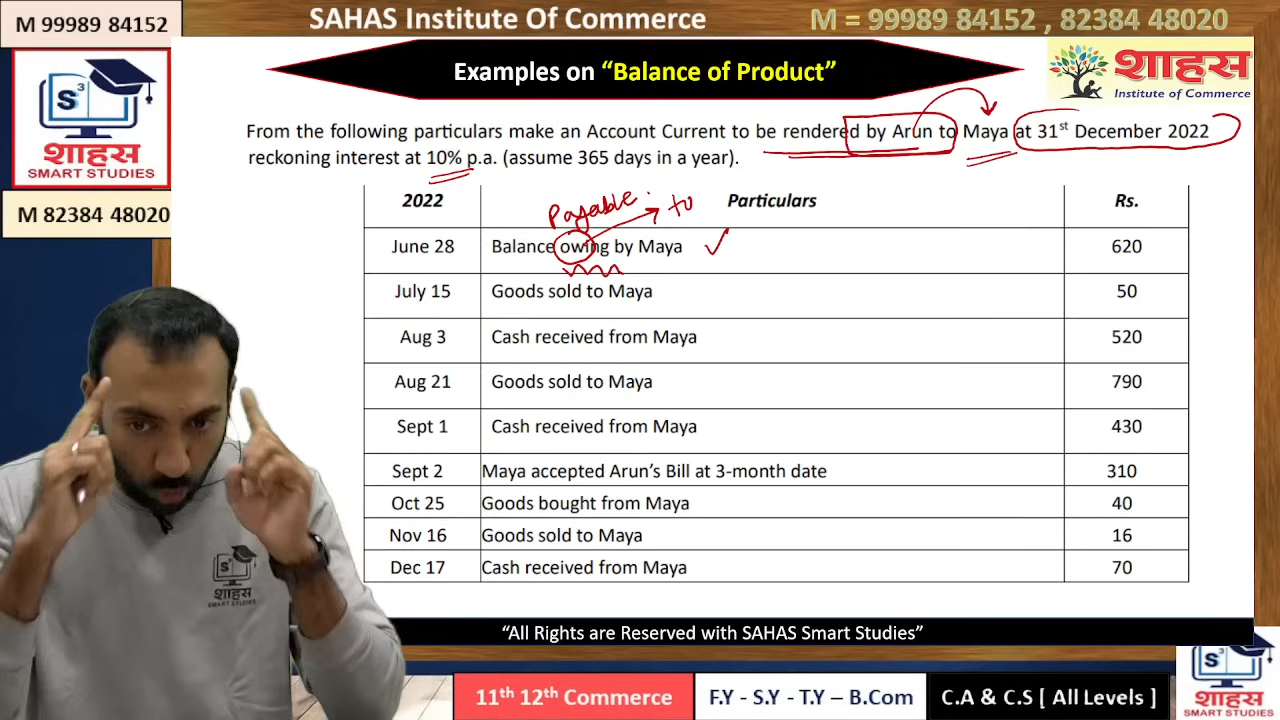 M 99989 84152
SAHAS Institute Of Commerce
M = 99989 84152 , 82384 48020
S³
शाहस
SMART STUDIES
M 82384 48020
Examples on “Balance of Product”
शाहस
Institute of Commerce
From the following particulars make an Account Current to be rendered by Arun to Maya at 31st December 2022
reckoning interest at 10% p.a. (assume 365 days in a year).
2022 Particulars Rs.
Payable. to
June 28 Balance owing by Maya 620
July 15 Goods sold to Maya 50
Aug 3 Cash received from Maya 520
Aug 21 Goods sold to Maya 790
Sept 1 Cash received from Maya 430
Sept 2 Maya accepted Arun’s Bill at 3-month date 310
Oct 25 Goods bought from Maya 40
Nov 16 Goods sold to Maya 16
Dec 17 Cash received from Maya 70
S³
शाहस
SMART STUDIES
“All Rights are Reserved with SAHAS Smart Studies”
11th 12th Commerce
F.Y - S.Y - T.Y – B.Com
C.A & C.S [ All Levels ]
S³
शाहस
SMART STUDIES